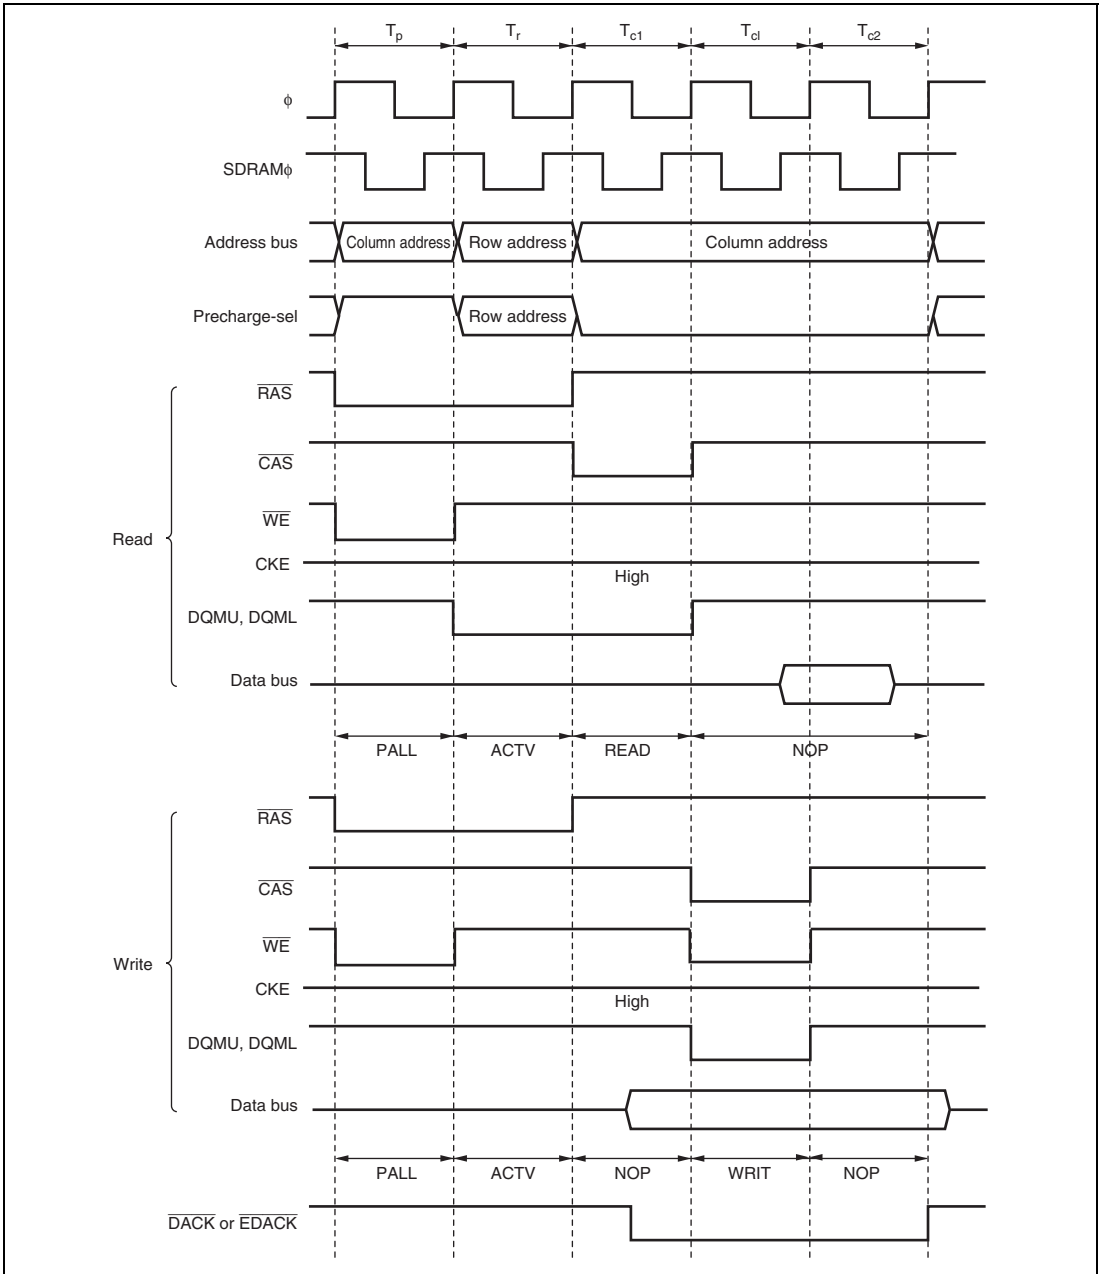 Tp Tr Tc1 Tcl Tc2
ϕ
SDRAMϕ
Address bus Column address Row address Column address
Precharge-sel Row address
RAS
CAS
WE
Read
CKE
High
DQMU, DQML
Data bus
PALL ACTV READ NOP
RAS
CAS
WE
Write
CKE
High
DQMU, DQML
Data bus
PALL ACTV NOP WRIT NOP
DACK or EDACK